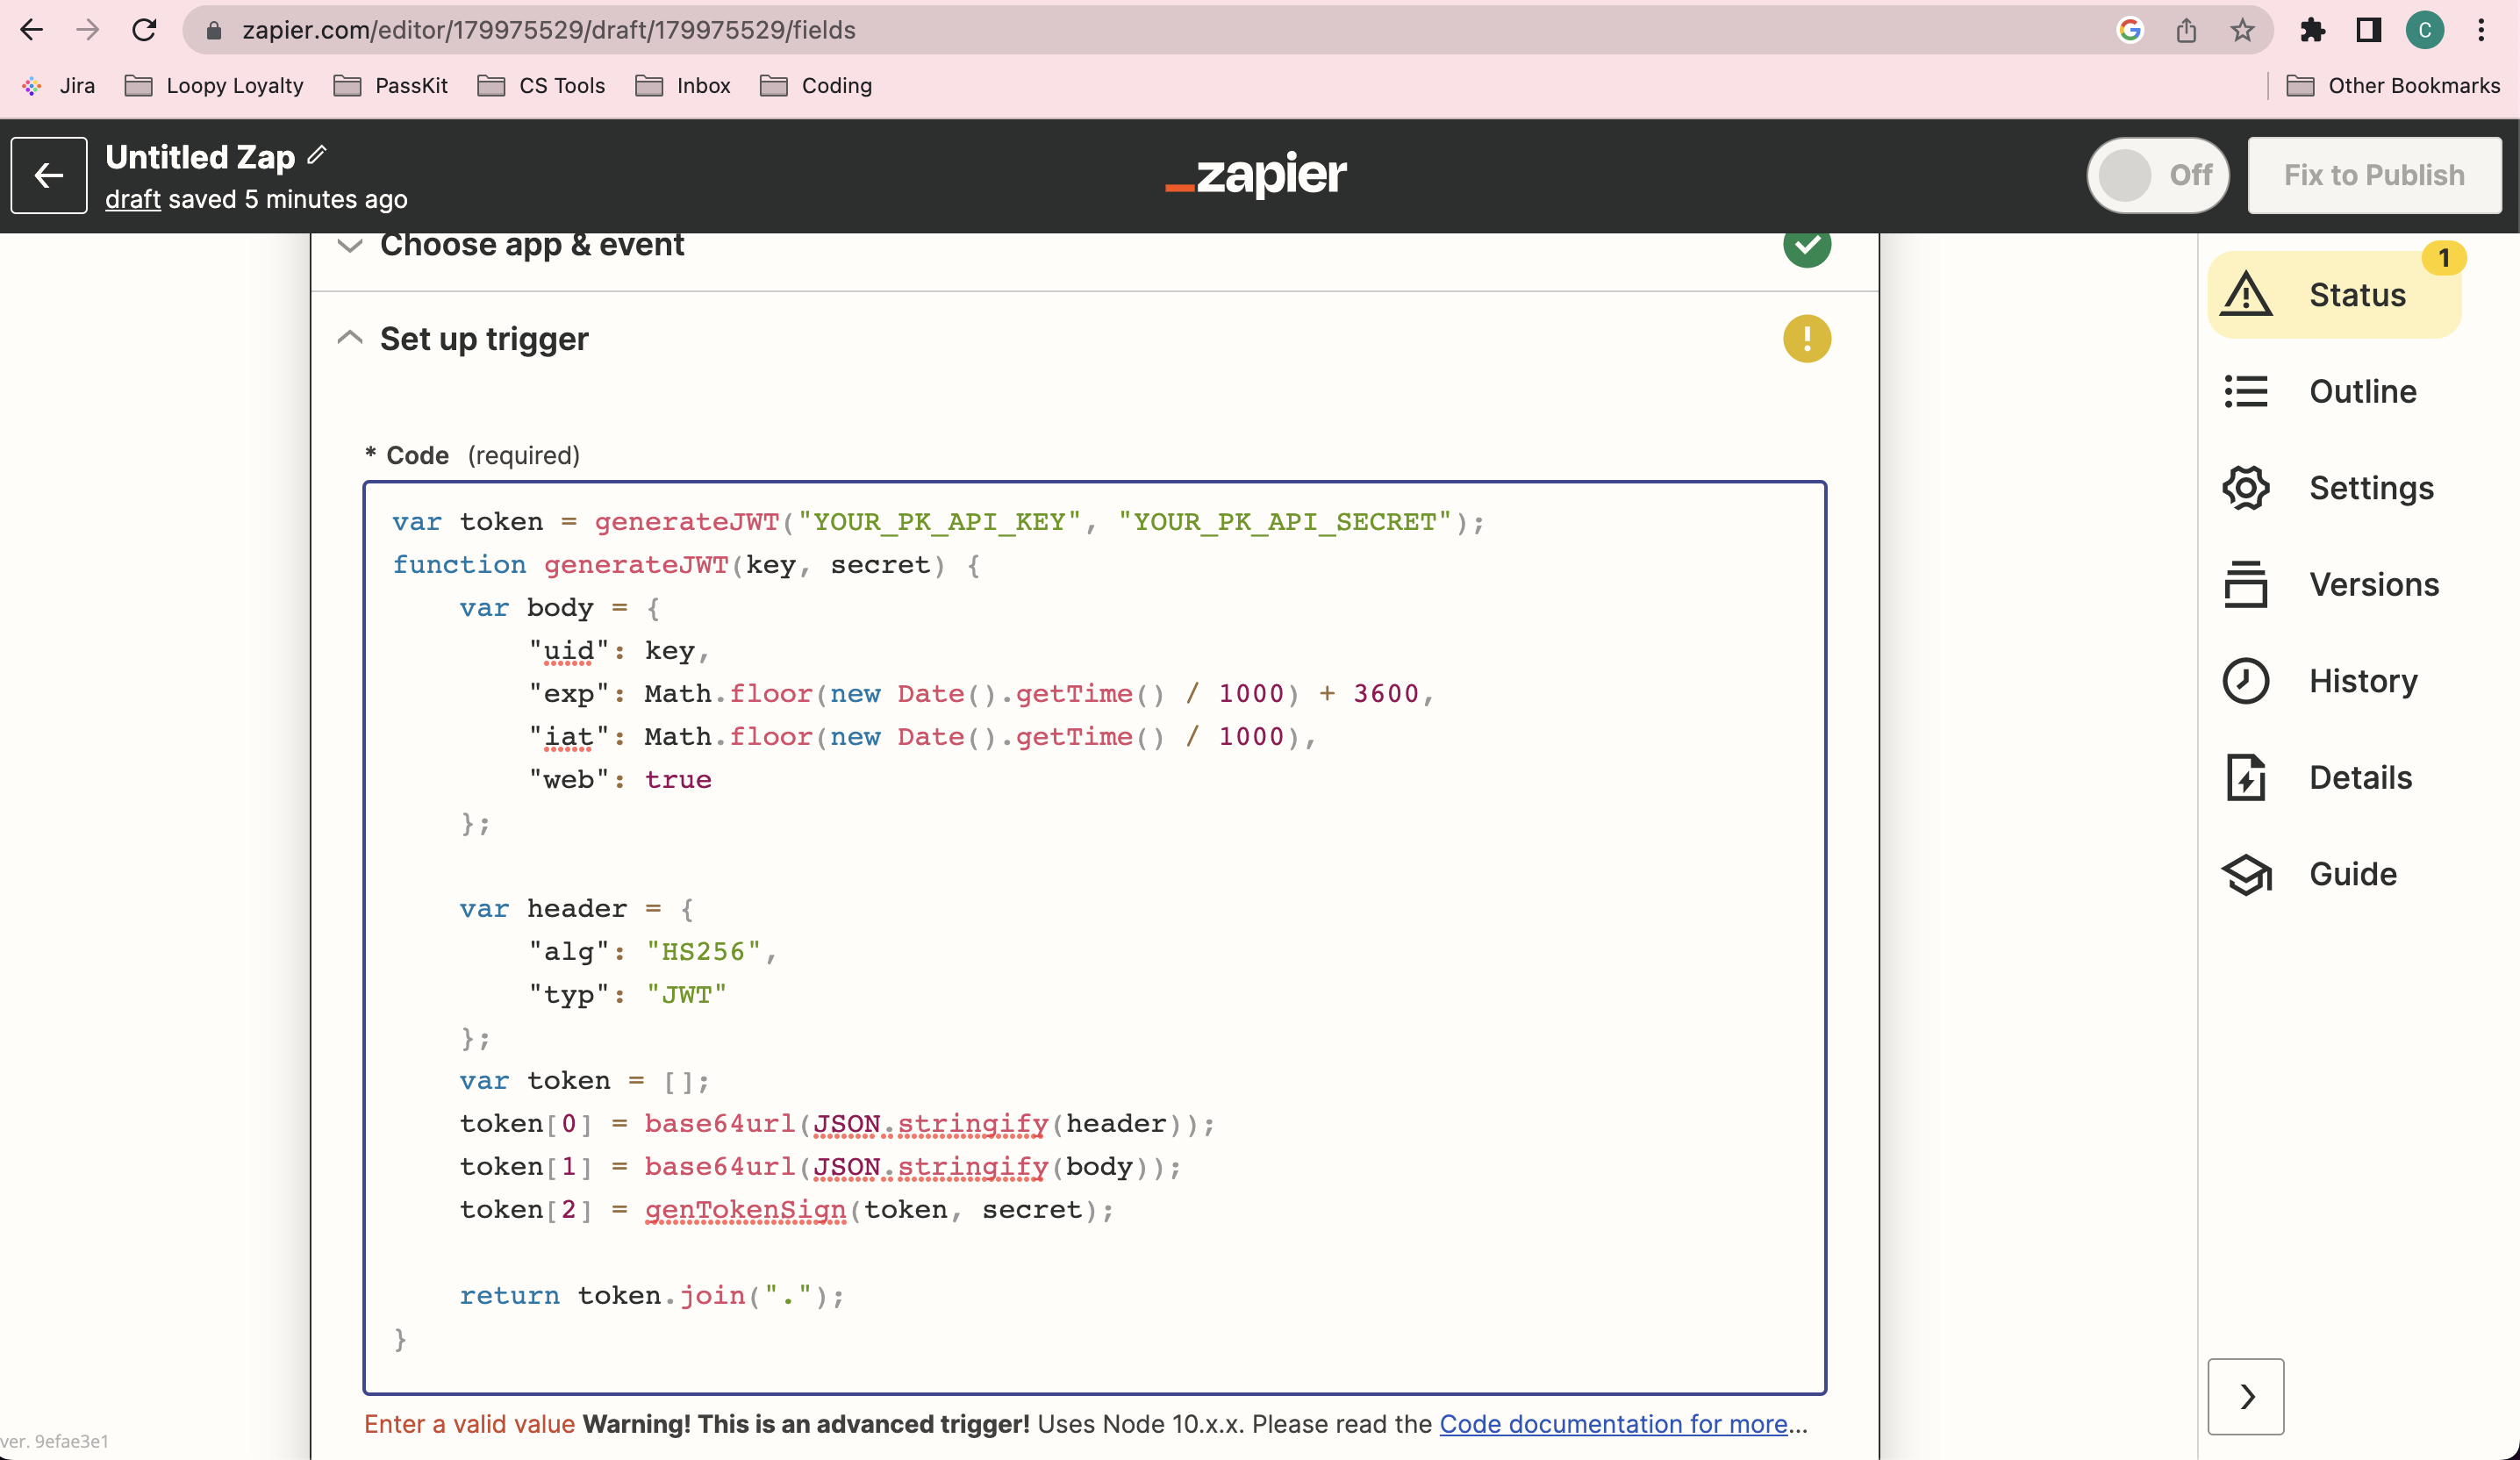 zapier.com/editor/179975529/draft/179975529/fields
C
Jira Loopy Loyalty PassKit CS Tools Inbox Coding Other Bookmarks
Untitled Zap
draft saved 5 minutes ago
_zapier
Off
Fix to Publish
Choose app & event
Set up trigger
!
* Code (required)
var token = generateJWT("YOUR_PK_API_KEY", "YOUR_PK_API_SECRET");
function generateJWT(key, secret) {
    var body = {
        "uid": key,
        "exp": Math.floor(new Date().getTime() / 1000) + 3600,
        "iat": Math.floor(new Date().getTime() / 1000),
        "web": true
    };
    var header = {
        "alg": "HS256",
        "typ": "JWT"
    };
    var token = [];
    token[0] = base64url(JSON.stringify(header));
    token[1] = base64url(JSON.stringify(body));
    token[2] = genTokenSign(token, secret);
    return token.join(".");
}
Enter a valid value Warning! This is an advanced trigger! Uses Node 10.x.x. Please read the Code documentation for more...
1
Status
Outline
Settings
Versions
History
Details
Guide
ver. 9efae3e1